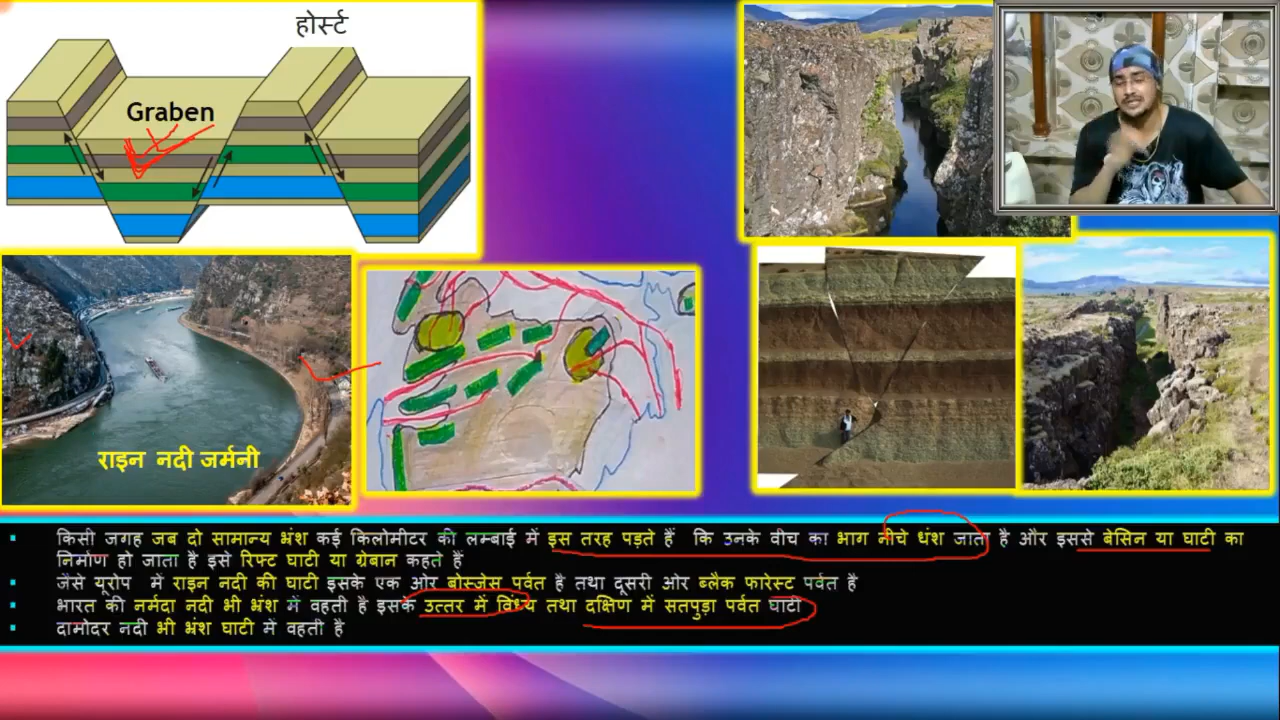 होर्स्ट
Graben
राइन नदी जर्मनी
किसी जगह जब दो सामान्य भ्रंश कई किलोमीटर की लम्बाई में इस तरह पड़ते हैं कि उनके वीच का भाग नीचे धंश जाता है और इससे बेसिन या घाटी का
निर्माण हो जाता है इसे रिफ्ट घाटी या ग्रेबान कहते हैं
जैसे यूरोप में राइन नदी की घाटी इसके एक ओर बोस्जेस पर्वत है तथा दूसरी ओर ब्लैक फारेस्ट पर्वत है
भारत की नर्मदा नदी भी भ्रंश में वहती है इसके उत्तर में विंध्य तथा दक्षिण में सतपुड़ा पर्वत घाटी
दामोदर नदी भी भ्रंश घाटी में वहती है